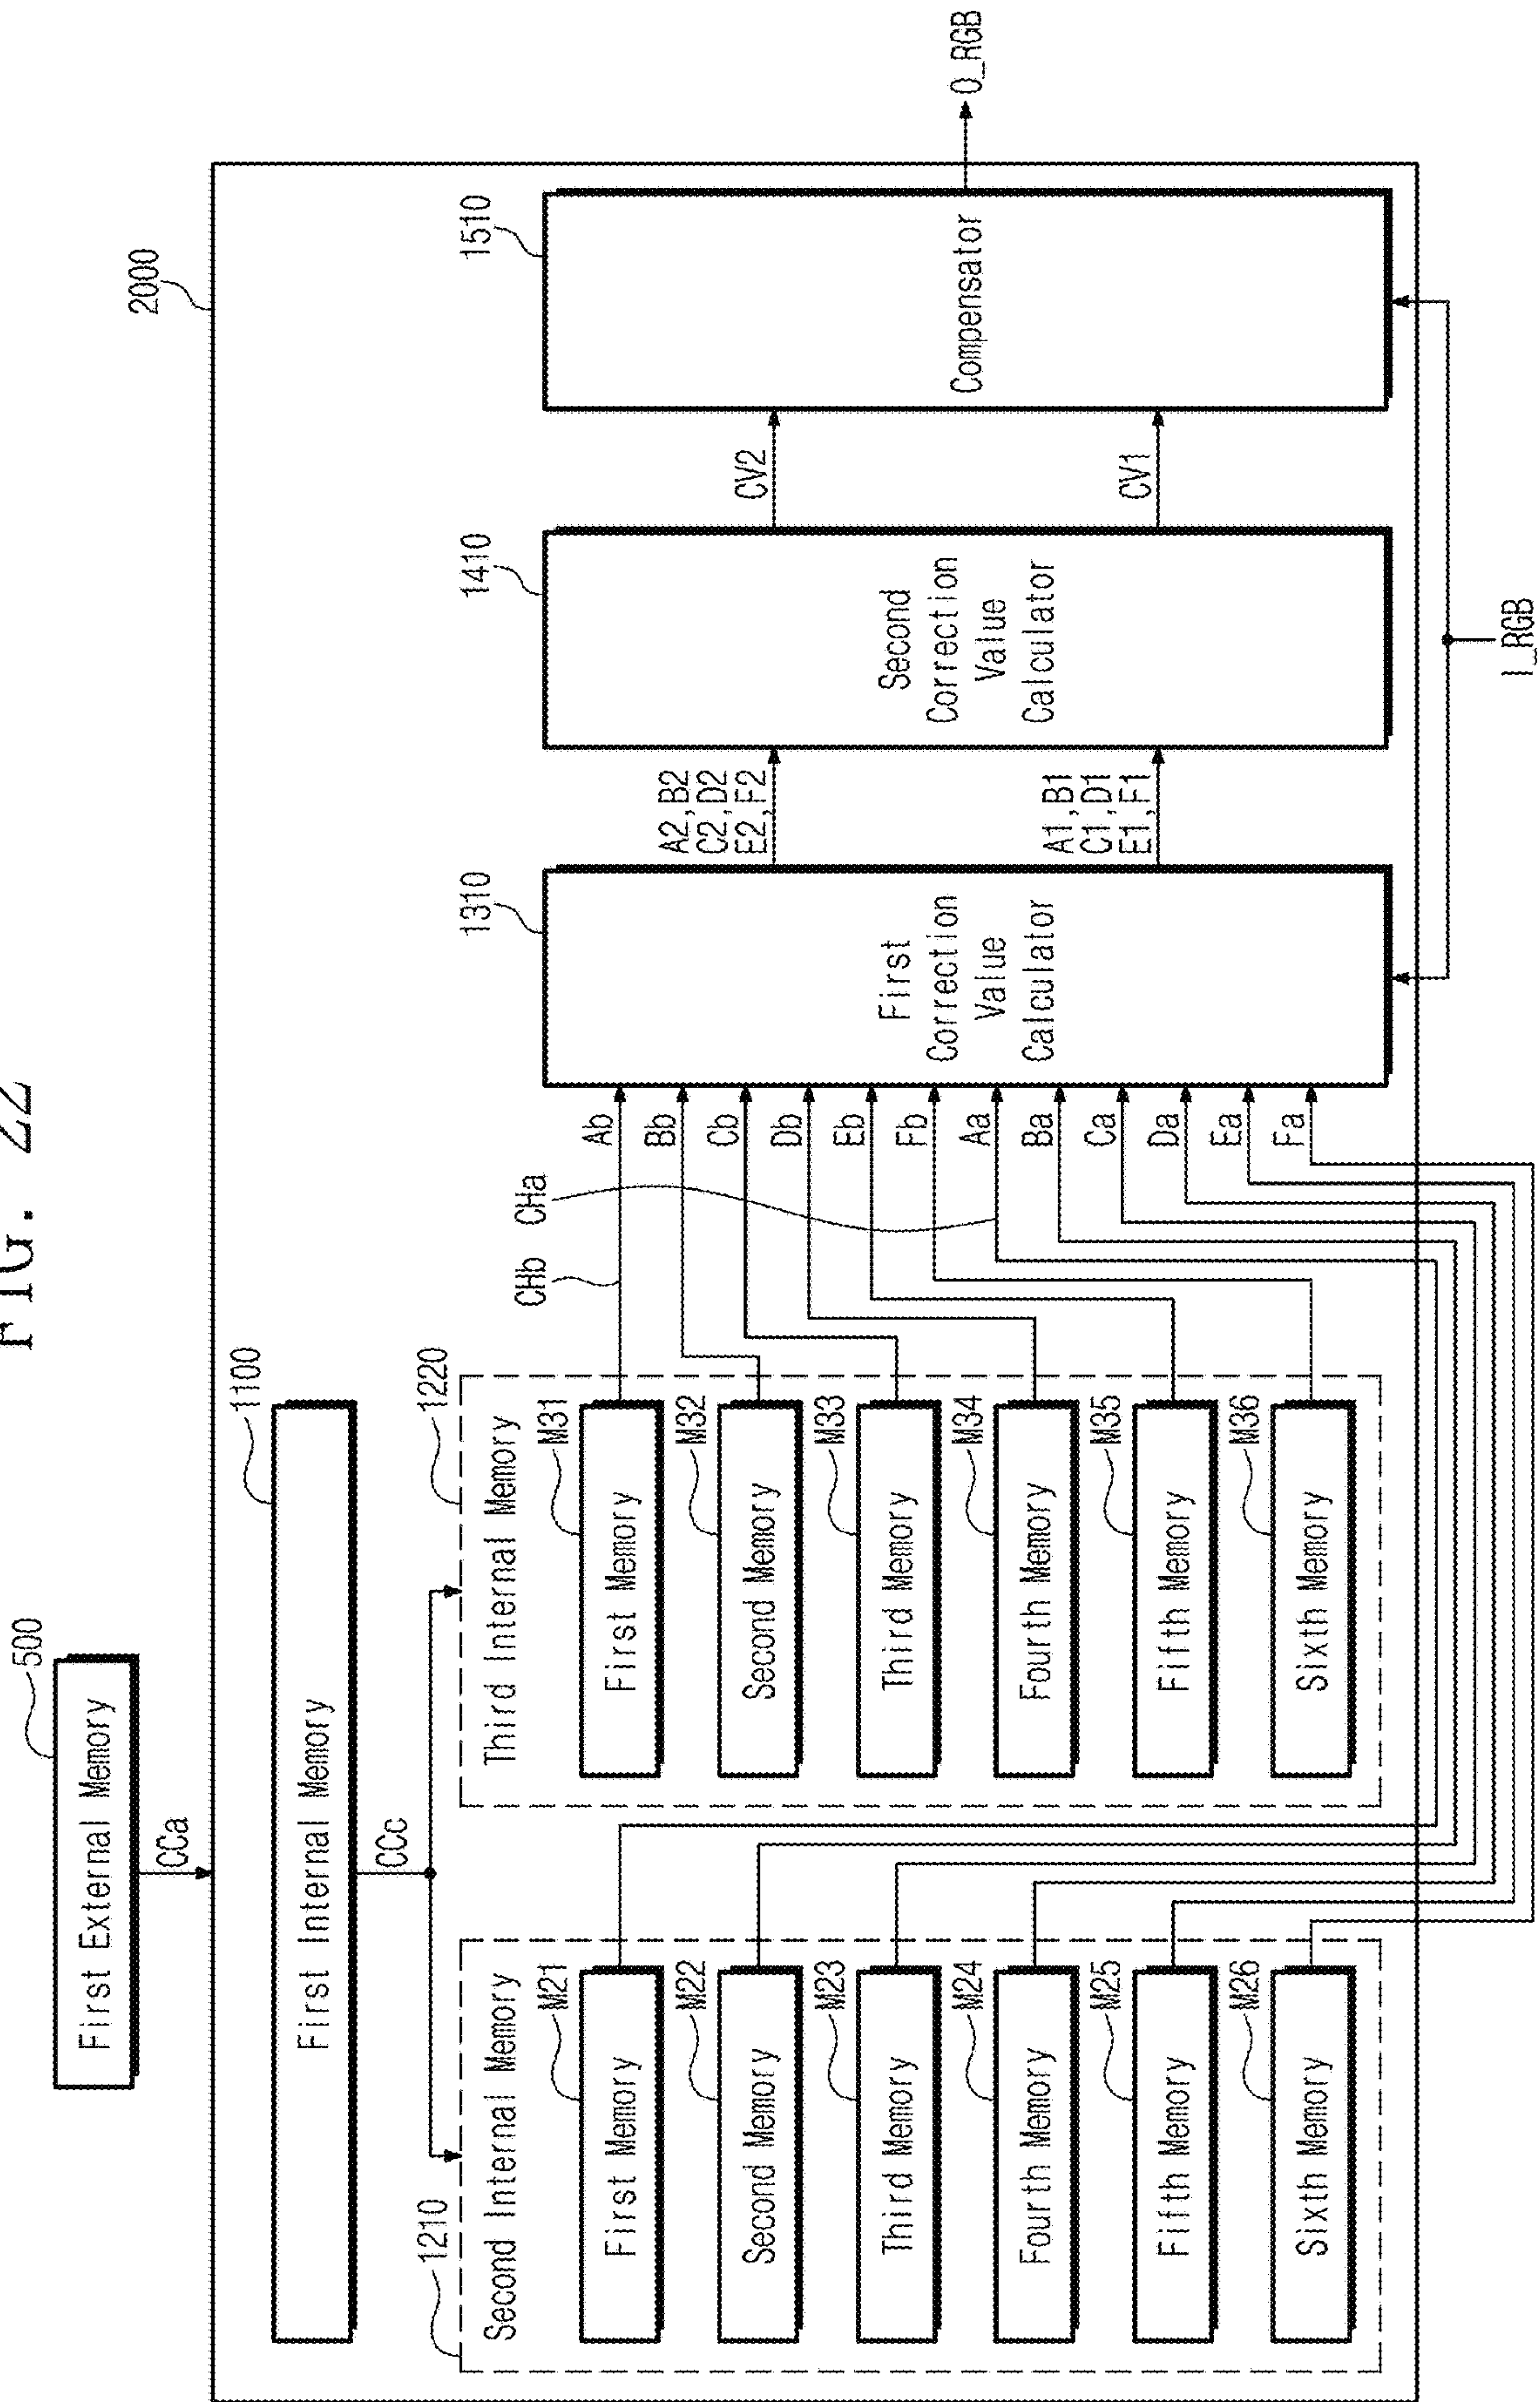 FIG. 22
500
First External Memory
CCa
2000
1100
First Internal Memory
CCc
1210
Second Internal Memory
M21
First Memory
M22
Second Memory
M23
Third Memory
M24
Fourth Memory
M25
Fifth Memory
M26
Sixth Memory
1220
Third Internal Memory
M31
First Memory
M32
Second Memory
M33
Third Memory
M34
Fourth Memory
M35
Fifth Memory
M36
Sixth Memory
CHb
CHa
Ab
Bb
Cb
Db
Eb
Fb
Aa
Ba
Ca
Da
Ea
Fa
1310
First
Correction
Value
Calculator
A2,B2
C2,D2
E2,F2
A1,B1
C1,D1
E1,F1
1410
Second
Correction
Value
Calculator
CV2
CV1
1510
Compensator
I_RGB
O_RGB